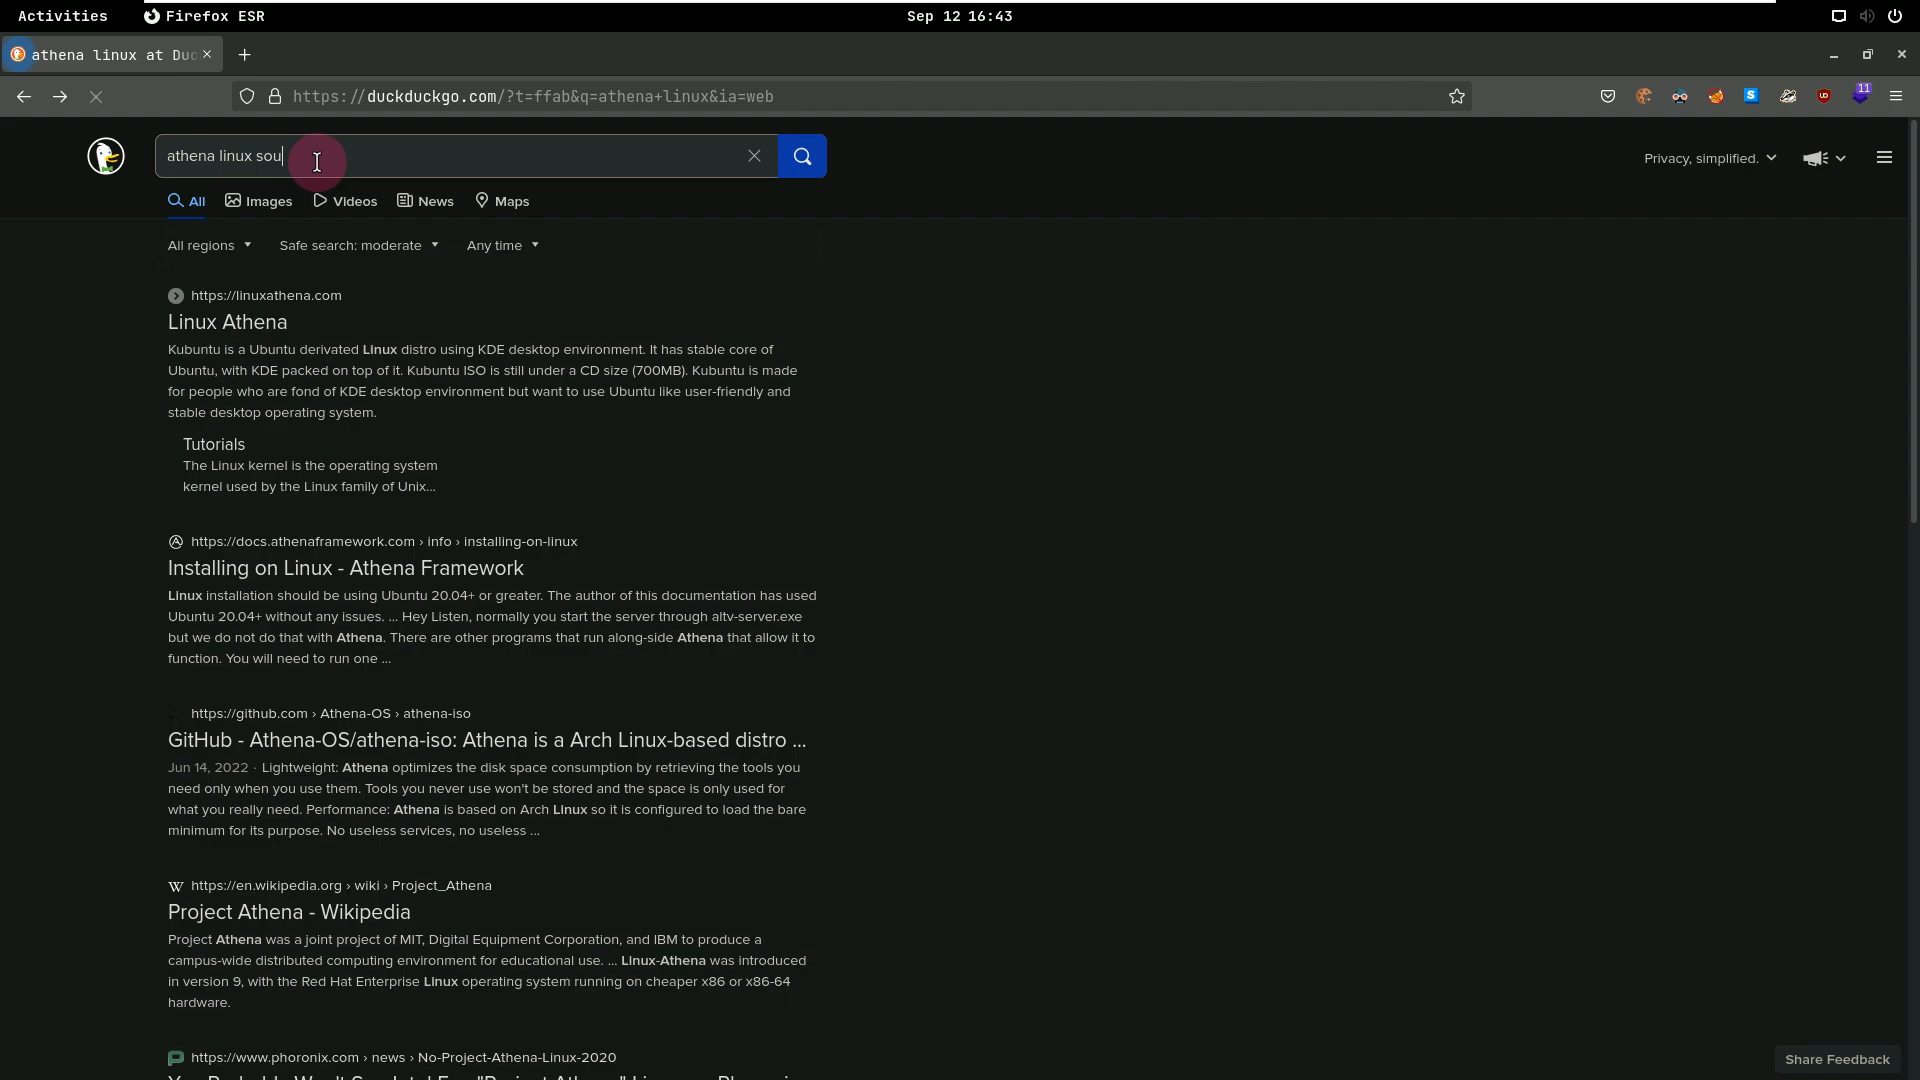 Activities Firefox ESR Sep 12 16:43
athena linux at Duc
https://duckduckgo.com/?t=ffab&q=athena+linux&ia=web 11
athena linux sou
Privacy, simplified.
All Images Videos News Maps
All regions Safe search: moderate Any time
https://linuxathena.com
Linux Athena
Kubuntu is a Ubuntu derivated Linux distro using KDE desktop environment. It has stable core of
Ubuntu, with KDE packed on top of it. Kubuntu ISO is still under a CD size (700MB). Kubuntu is made
for people who are fond of KDE desktop environment but want to use Ubuntu like user-friendly and
stable desktop operating system.
Tutorials
The Linux kernel is the operating system
kernel used by the Linux family of Unix...
https://docs.athenaframework.com › info › installing-on-linux
Installing on Linux - Athena Framework
Linux installation should be using Ubuntu 20.04+ or greater. The author of this documentation has used
Ubuntu 20.04+ without any issues. ... Hey Listen, normally you start the server through altv-server.exe
but we do not do that with Athena. There are other programs that run along-side Athena that allow it to
function. You will need to run one ...
https://github.com › Athena-OS › athena-iso
GitHub - Athena-OS/athena-iso: Athena is a Arch Linux-based distro ...
Jun 14, 2022 · Lightweight: Athena optimizes the disk space consumption by retrieving the tools you
need only when you use them. Tools you never use won't be stored and the space is only used for
what you really need. Performance: Athena is based on Arch Linux so it is configured to load the bare
minimum for its purpose. No useless services, no useless ...
https://en.wikipedia.org › wiki › Project_Athena
Project Athena - Wikipedia
Project Athena was a joint project of MIT, Digital Equipment Corporation, and IBM to produce a
campus-wide distributed computing environment for educational use. ... Linux-Athena was introduced
in version 9, with the Red Hat Enterprise Linux operating system running on cheaper x86 or x86-64
hardware.
https://www.phoronix.com › news › No-Project-Athena-Linux-2020
Share Feedback